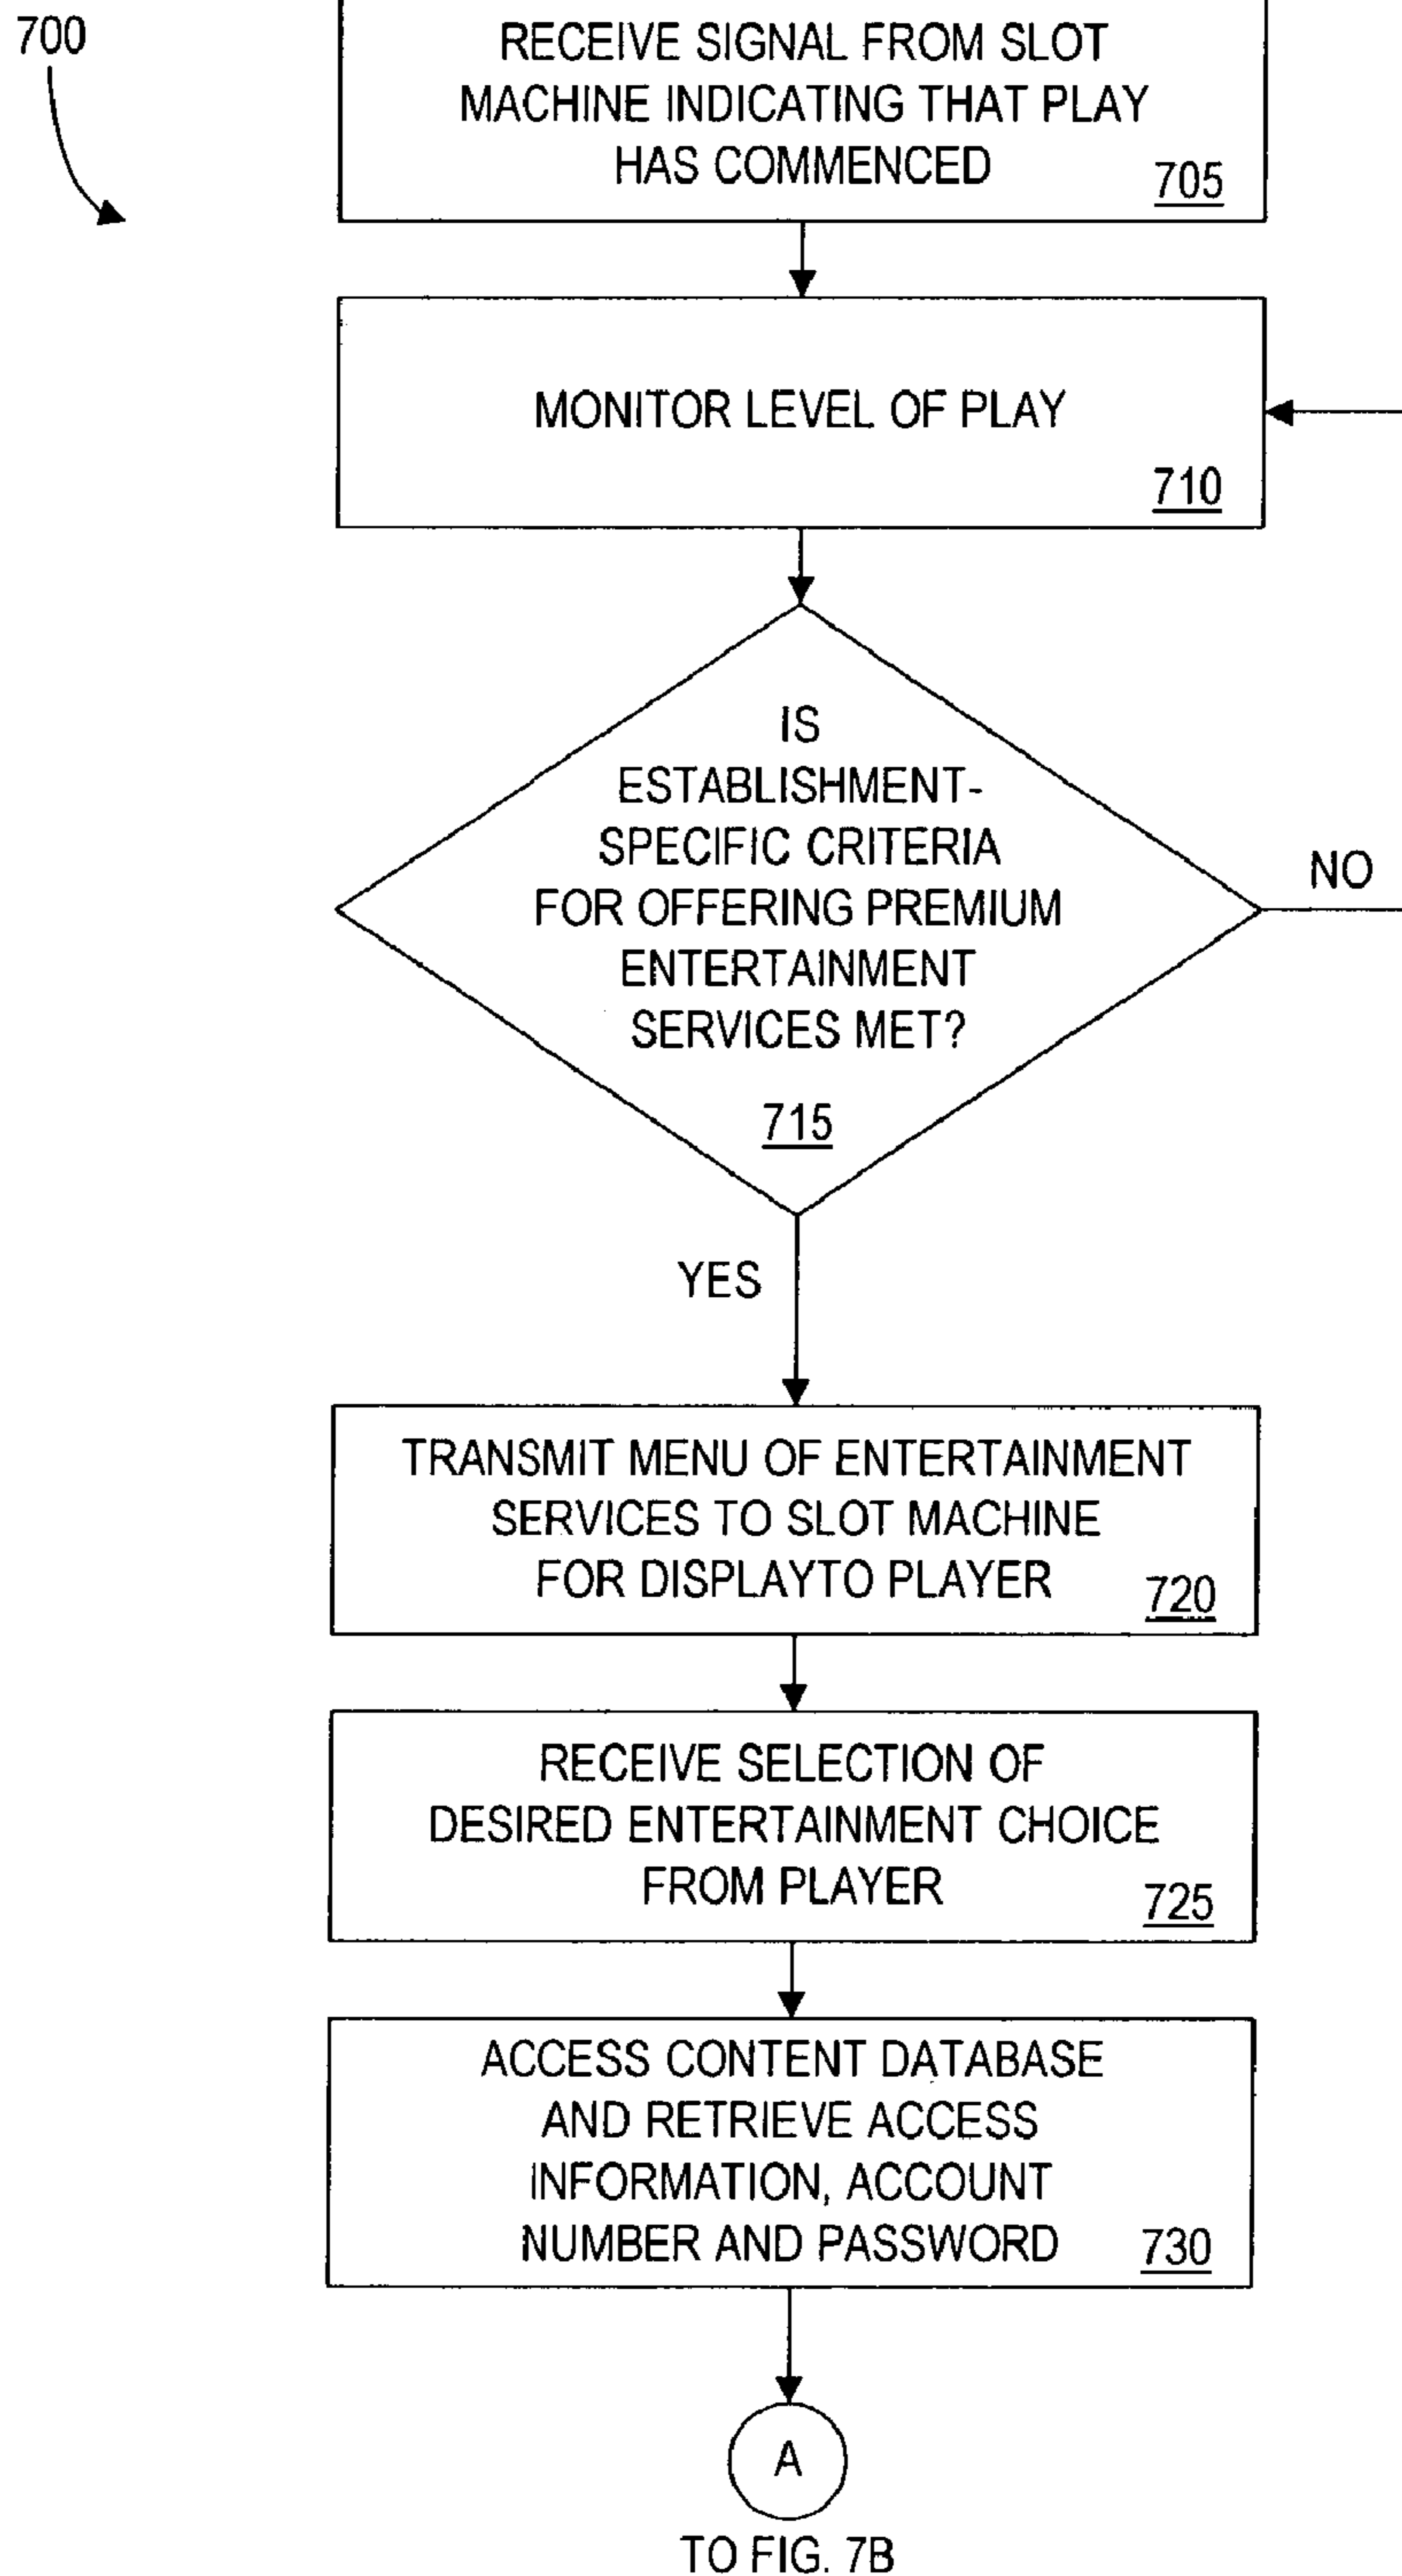 700
RECEIVE SIGNAL FROM SLOT
MACHINE INDICATING THAT PLAY
HAS COMMENCED
705
MONITOR LEVEL OF PLAY
710
IS
ESTABLISHMENT-
SPECIFIC CRITERIA
FOR OFFERING PREMIUM
ENTERTAINMENT
SERVICES MET?
715
NO
YES
TRANSMIT MENU OF ENTERTAINMENT
SERVICES TO SLOT MACHINE
FOR DISPLAYTO PLAYER
720
RECEIVE SELECTION OF
DESIRED ENTERTAINMENT CHOICE
FROM PLAYER
725
ACCESS CONTENT DATABASE
AND RETRIEVE ACCESS
INFORMATION, ACCOUNT
NUMBER AND PASSWORD
730
A
TO FIG. 7B